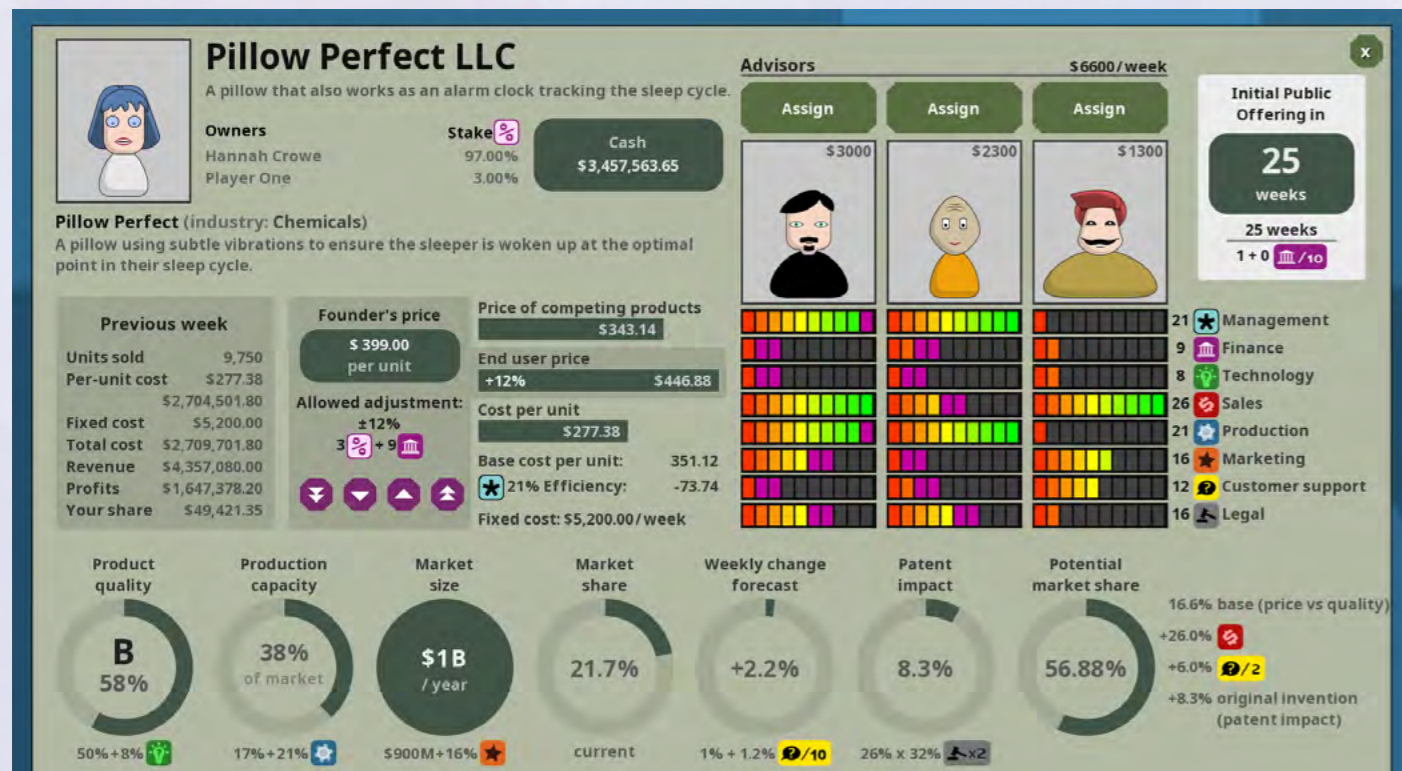 Pillow Perfect LLC
A pillow that also works as an alarm clock tracking the sleep cycle.
Owners Stake %
Hannah Crowe 97.00%
Player One 3.00%
Cash
$3,457,563.65
Advisors $6600/week
Assign Assign Assign
$3000 $2300 $1300
x
Initial Public
Offering in
25
weeks
25 weeks
1 + 0 /10
Pillow Perfect (industry: Chemicals)
A pillow using subtle vibrations to ensure the sleeper is woken up at the optimal
point in their sleep cycle.
Previous week
Units sold 9,750
Per-unit cost $277.38
$2,704,501.80
Fixed cost $5,200.00
Total cost $2,709,701.80
Revenue $4,357,080.00
Profits $1,647,378.20
Your share $49,421.35
Founder's price
$ 399.00
per unit
Allowed adjustment:
±12%
3 % + 9
Price of competing products
$343.14
End user price
+12% $446.88
Cost per unit
$277.38
Base cost per unit: 351.12
21% Efficiency: -73.74
Fixed cost: $5,200.00/week
21 Management
9 Finance
8 Technology
26 Sales
21 Production
16 Marketing
12 ? Customer support
16 Legal
Product
quality
B
58%
50%+8%
Production
capacity
38%
of market
17%+21%
Market
size
$1B
/ year
$900M+16%
Market
share
21.7%
current
Weekly change
forecast
+2.2%
1% + 1.2% ?/10
Patent
impact
8.3%
26% x 32% x2
Potential
market share
56.88%
16.6% base (price vs quality)
+26.0% $
+6.0% ?/2
+8.3% original invention
(patent impact)